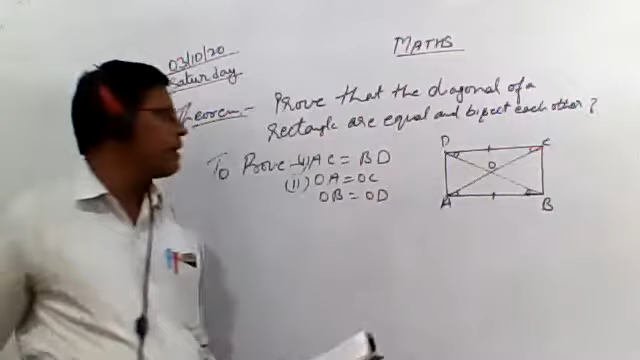 03/10/20
MATHS
Saturday
Theorem:- Prove that the diagonal of a
rectangle are equal and bisect each other?
To Prove - (i) AC = BD
(ii) OA = OC
OB = OD
D C
O
A B